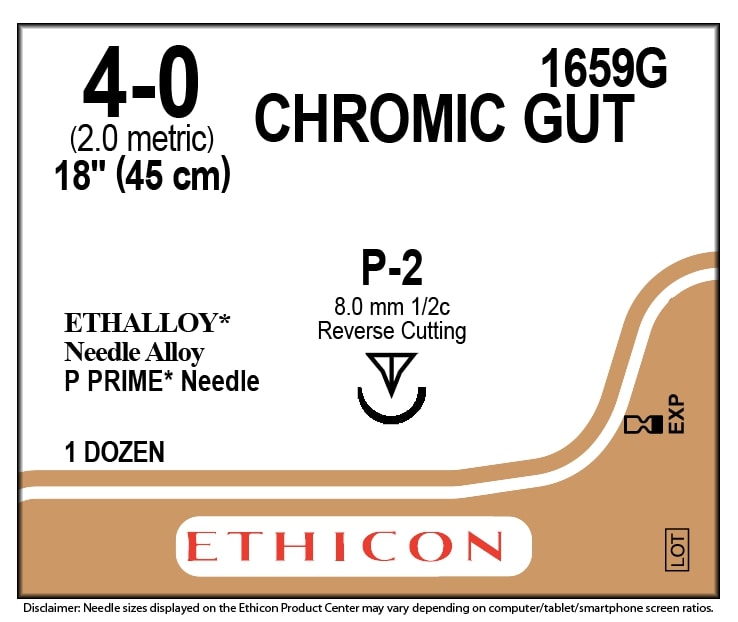 4-0
(2.0 metric)
18" (45 cm)
1659G
CHROMIC GUT
P-2
8.0 mm 1/2c
Reverse Cutting
ETHALLOY*
Needle Alloy
P PRIME* Needle
1 DOZEN
EXP
LOT
ETHICON
Disclaimer: Needle sizes displayed on the Ethicon Product Center may vary depending on computer/tablet/smartphone screen ratios.